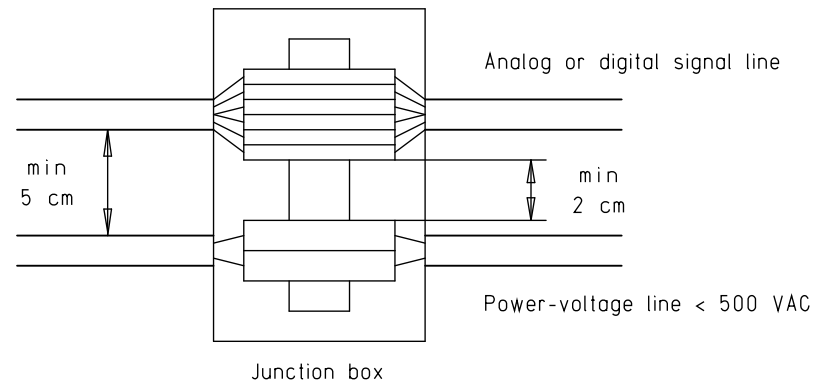 Analog or digital signal line
min
5 cm
min
2 cm
Power-voltage line < 500 VAC
Junction box